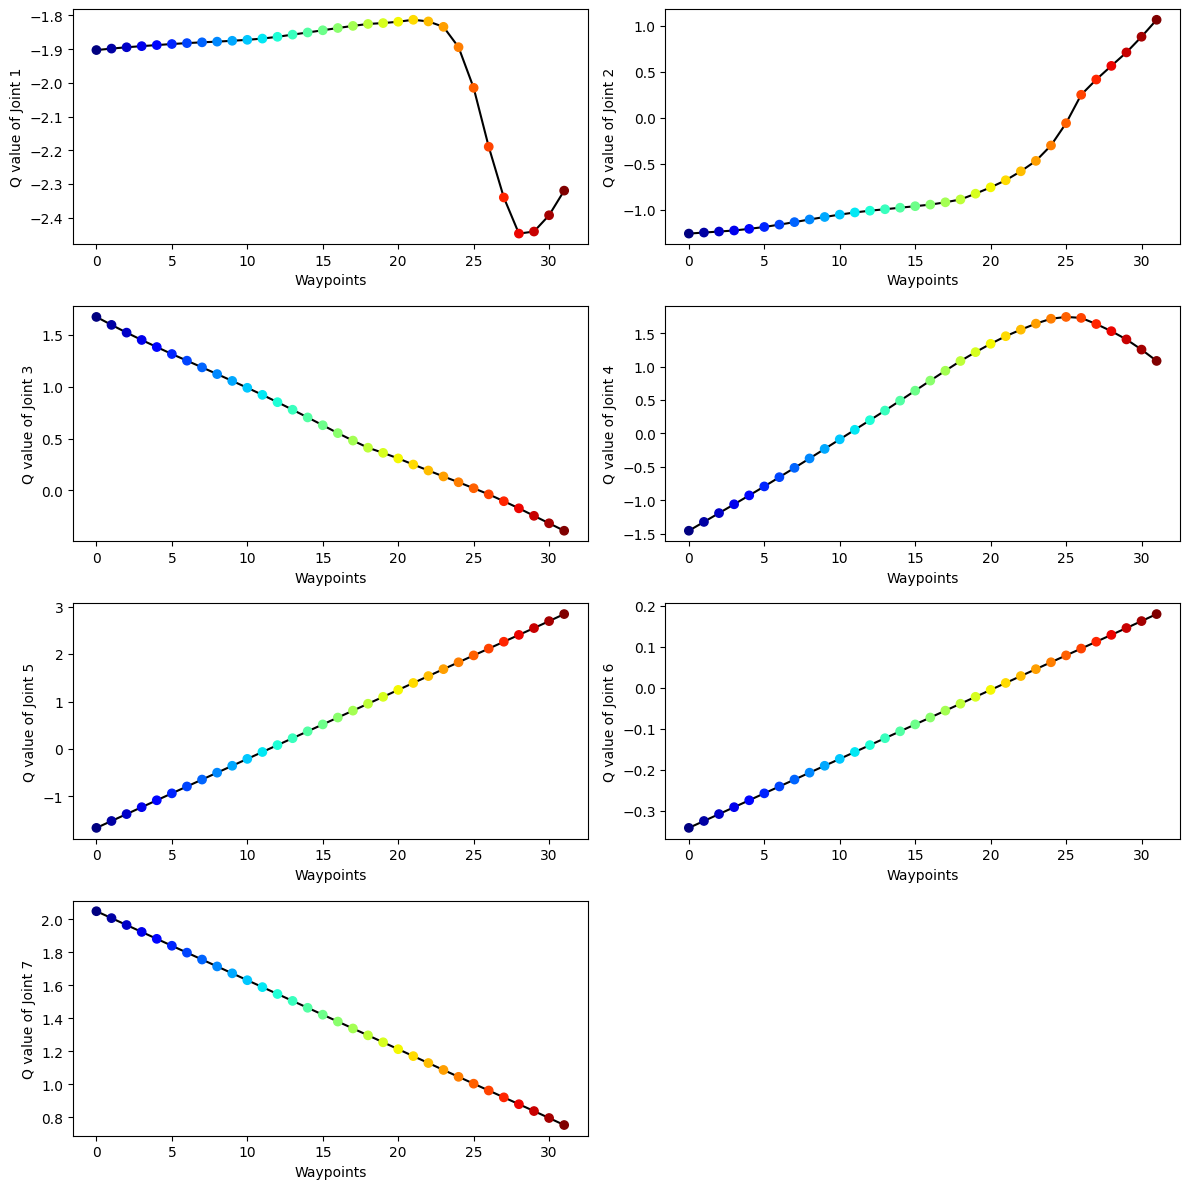 Q value of Joint 1
−1.8
−1.9
−2.0
−2.1
−2.2
−2.3
−2.4
0 5 10 15 20 25 30
Waypoints
Q value of Joint 2
1.0
0.5
0.0
−0.5
−1.0
0 5 10 15 20 25 30
Waypoints
Q value of Joint 3
1.5
1.0
0.5
0.0
0 5 10 15 20 25 30
Waypoints
Q value of Joint 4
1.5
1.0
0.5
0.0
−0.5
−1.0
−1.5
0 5 10 15 20 25 30
Waypoints
Q value of Joint 5
3
2
1
0
−1
0 5 10 15 20 25 30
Waypoints
Q value of Joint 6
0.2
0.1
0.0
−0.1
−0.2
−0.3
0 5 10 15 20 25 30
Waypoints
Q value of Joint 7
2.0
1.8
1.6
1.4
1.2
1.0
0.8
0 5 10 15 20 25 30
Waypoints